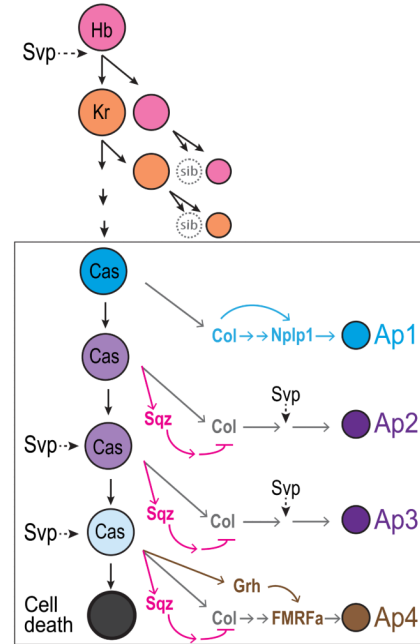 Hb
Svp
Kr
sib
sib
Cas
Col Nplp1 Ap1
Cas
Svp
Sqz
Col Ap2
Svp Cas
Svp
Sqz
Col Ap3
Svp Cas
Grh
Cell death
Sqz
Col FMRFa Ap4